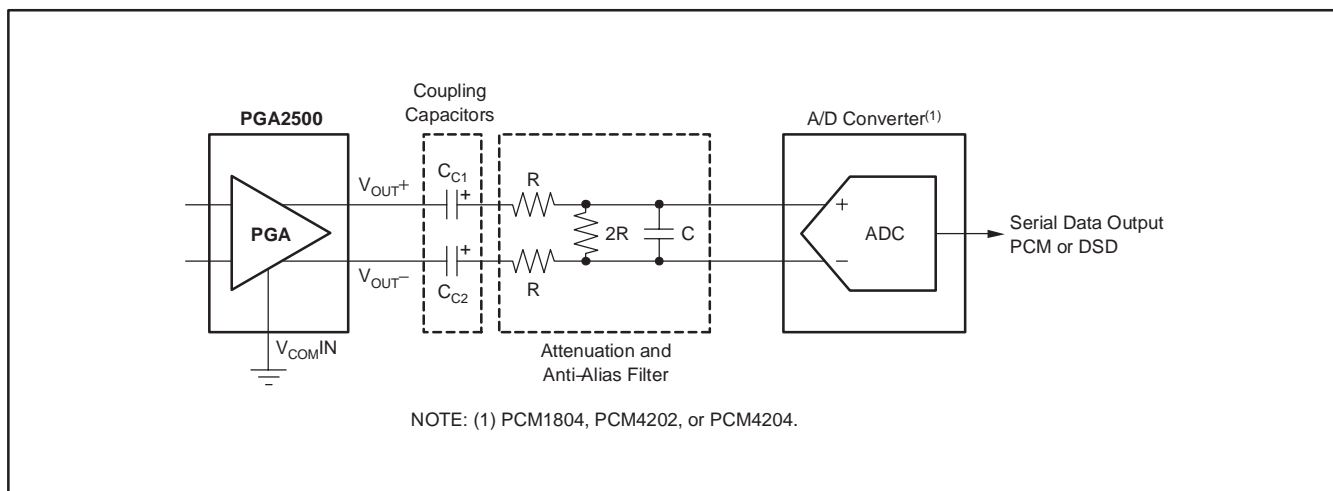 Coupling
Capacitors
PGA2500
A/D Converter(1)
VOUT+
CC1
+
R
PGA
2R
C
+
ADC
−
Serial Data Output
PCM or DSD
VOUT−
+
CC2
R
VCOMIN
Attenuation and
Anti−Alias Filter
NOTE: (1) PCM1804, PCM4202, or PCM4204.